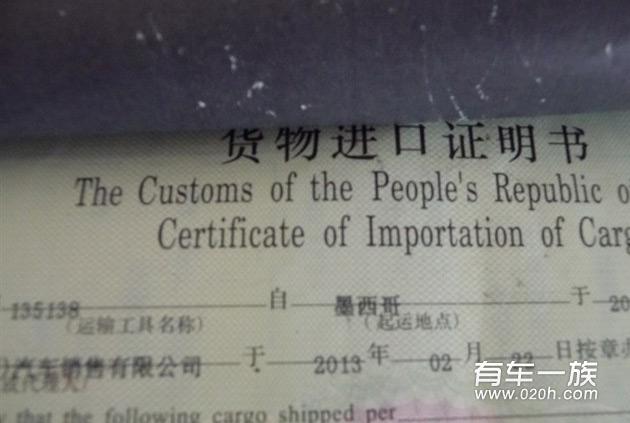 货物进口证明书
The Customs of the People's Republic o
Certificate of Importation of Carg
135138 自 墨西哥 于 20
(运输工具名称) (起运地点)
汽车销售有限公司 于 2013 年 02 月 22 日按章
that the following cargo shipped per
有车一族
www.020h.com